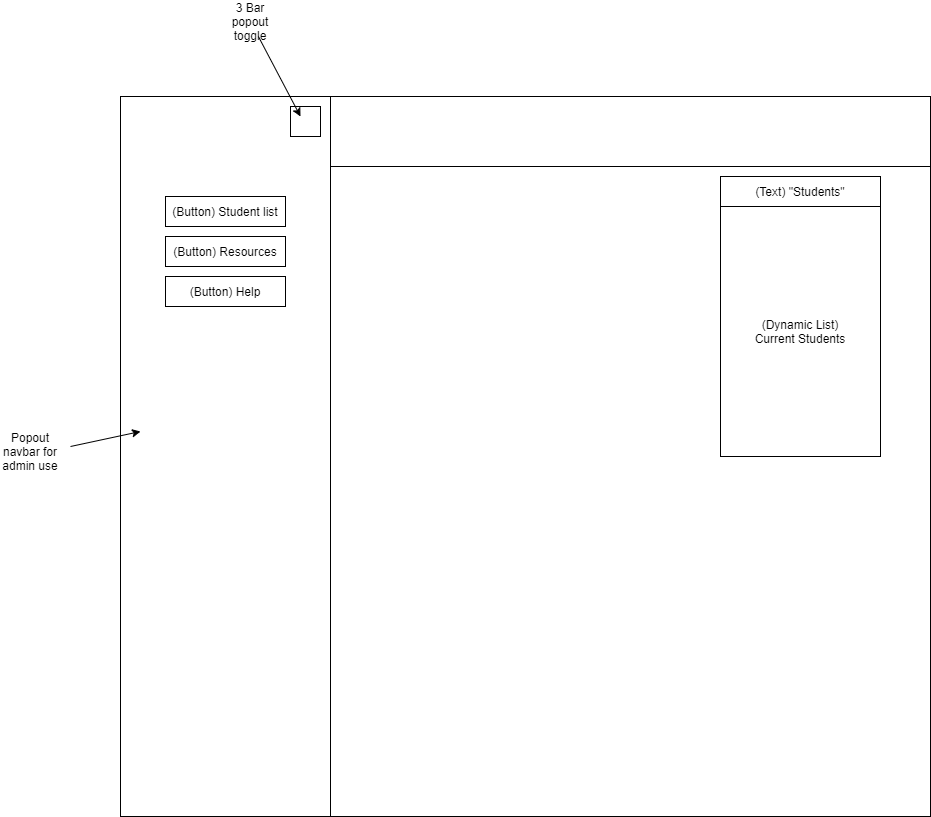 3 Bar
popout
toggle
(Text) "Students"
(Button) Student list
(Button) Resources
(Button) Help
(Dynamic List)
Current Students
Popout
navbar for
admin use